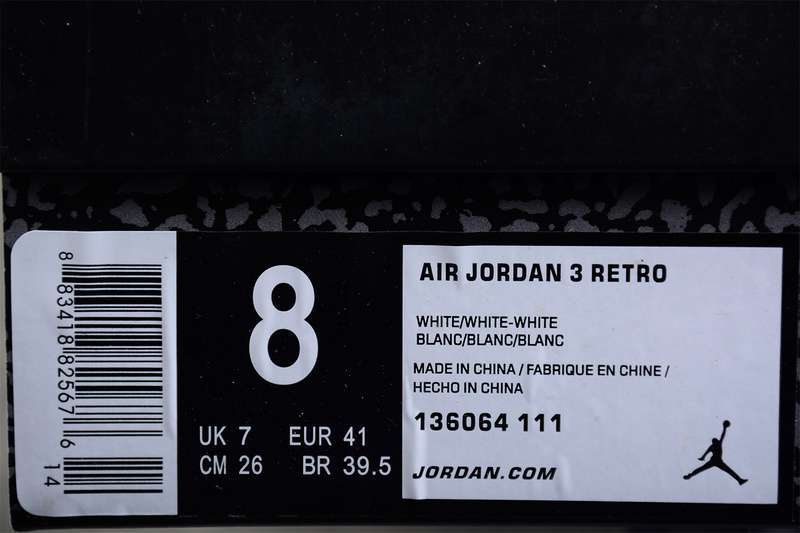 8 83418 82567 6
14
8
UK 7 EUR 41
CM 26 BR 39.5
AIR JORDAN 3 RETRO
WHITE/WHITE-WHITE
BLANC/BLANC/BLANC
MADE IN CHINA / FABRIQUE EN CHINE /
HECHO IN CHINA
136064 111
JORDAN.COM